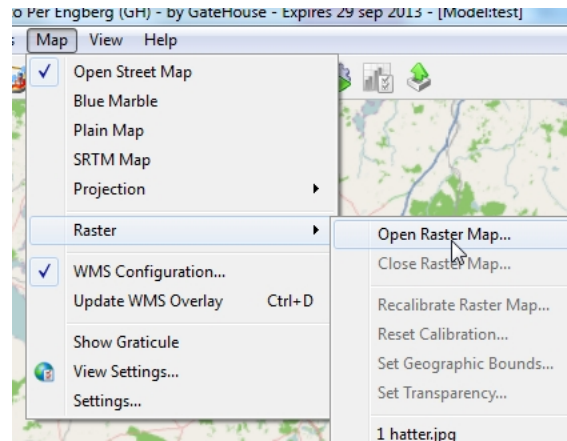 o Per Engberg (GH) - by GateHouse - Expires 29 sep 2013 - [Model:test]
Map View Help
Open Street Map
Blue Marble
Plain Map
SRTM Map
Projection
Raster
WMS Configuration...
Update WMS Overlay Ctrl+D
Show Graticule
View Settings...
Settings...
Open Raster Map...
Close Raster Map...
Recalibrate Raster Map...
Reset Calibration...
Set Geographic Bounds...
Set Transparency...
1 hatter.jpg